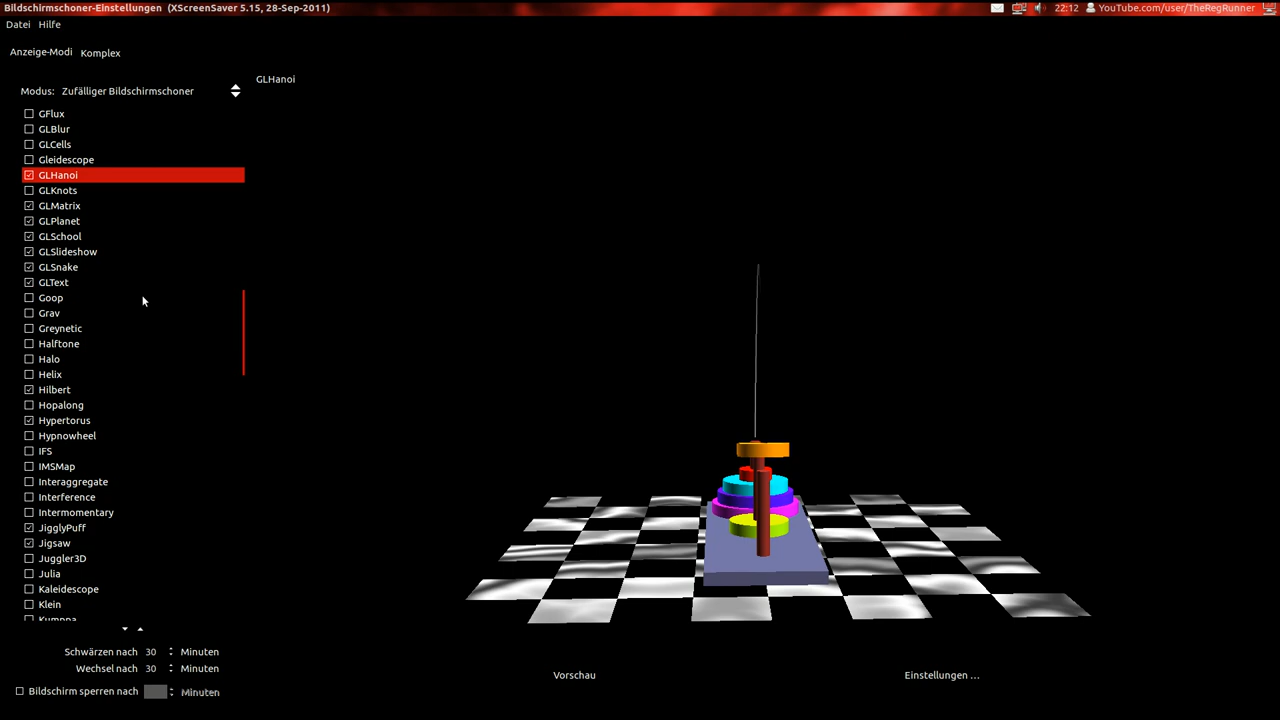 Bildschirmschoner-Einstellungen (XScreenSaver 5.15, 28-Sep-2011)
22:12 YouTube.com/user/TheRegRunner
Datei Hilfe
Anzeige-Modi Komplex
GLHanoi
Modus: Zufälliger Bildschirmschoner
GFlux
GLBlur
GLCells
Gleidescope
GLHanoi
GLKnots
GLMatrix
GLPlanet
GLSchool
GLSlideshow
GLSnake
GLText
Goop
Grav
Greynetic
Halftone
Halo
Helix
Hilbert
Hopalong
Hypertorus
Hypnowheel
IFS
IMSMap
Interaggregate
Interference
Intermomentary
JigglyPuff
Jigsaw
Juggler3D
Julia
Kaleidescope
Klein
Kumppa
Schwärzen nach 30 Minuten
Wechsel nach 30 Minuten
Bildschirm sperren nach Minuten
Vorschau
Einstellungen ...